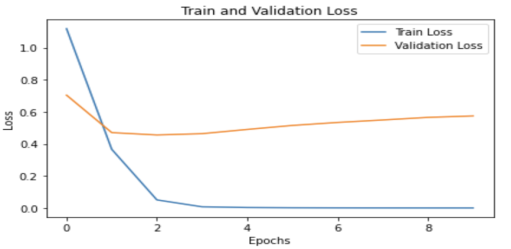 Train and Validation Loss
Train Loss
Validation Loss
1.0
0.8
0.6
0.4
0.2
0.0
Loss
0 2 4 6 8
Epochs